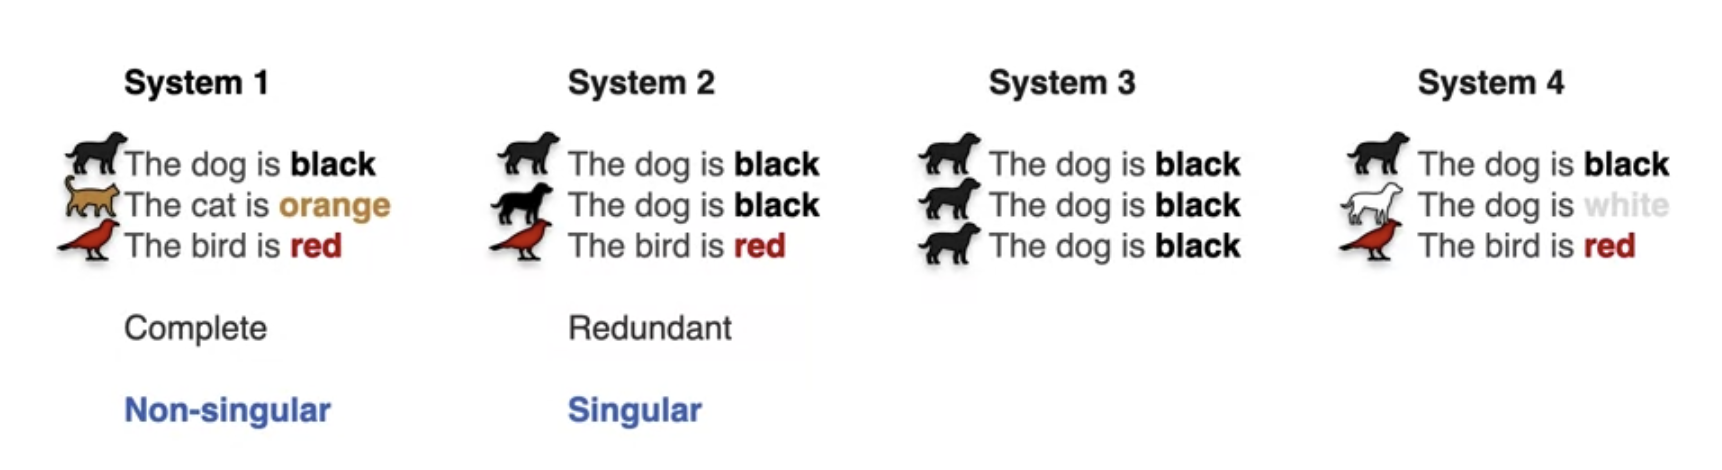 System 1
The dog is black
The cat is orange
The bird is red
Complete
Non-singular
System 2
The dog is black
The dog is black
The bird is red
Redundant
Singular
System 3
The dog is black
The dog is black
The dog is black
System 4
The dog is black
The dog is white
The bird is red